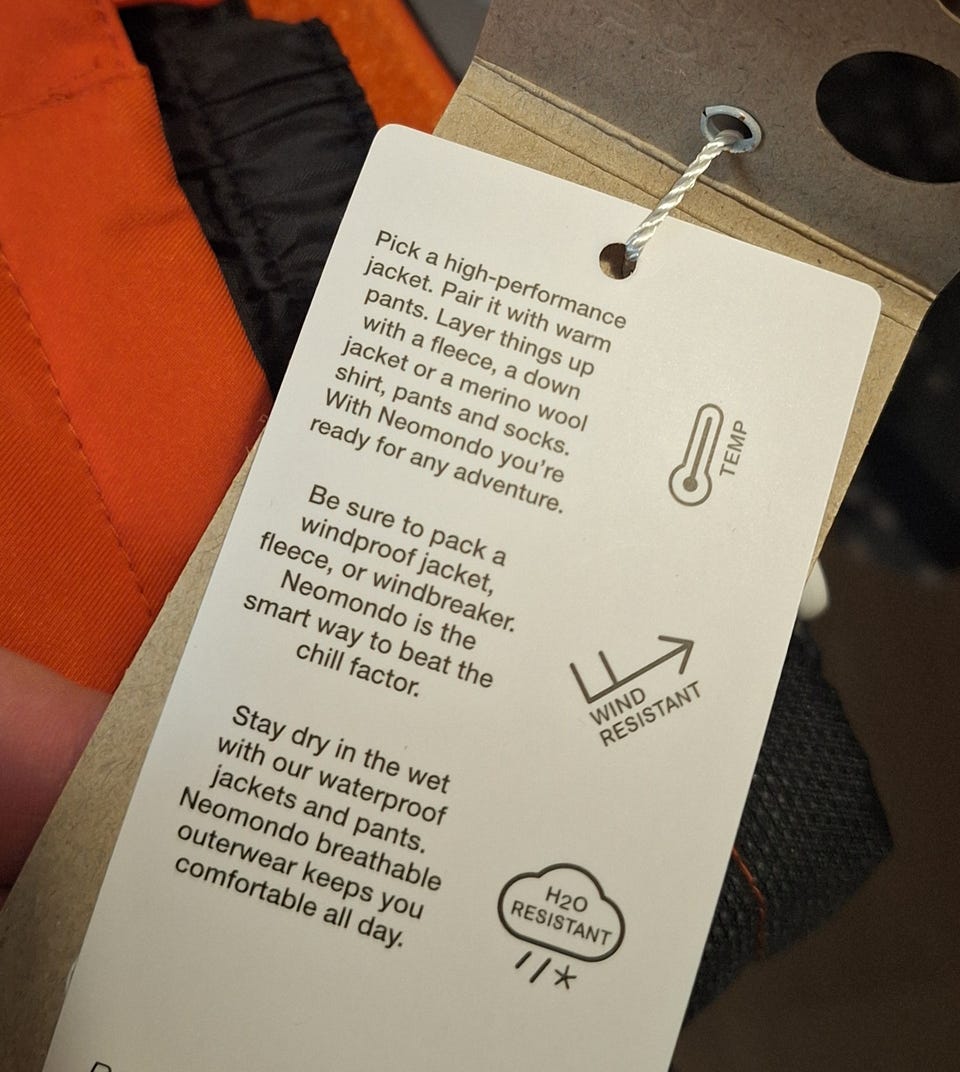 Pick a high-performance
jacket. Pair it with warm
pants. Layer things up
with a fleece, a down
jacket or a merino wool
shirt, pants and socks.
With Neomondo you're
ready for any adventure.
TEMP
Be sure to pack a
windproof jacket,
fleece, or windbreaker.
Neomondo is the
smart way to beat the
chill factor.
WIND
RESISTANT
Stay dry in the wet
with our waterproof
jackets and pants.
Neomondo breathable
outerwear keeps you
comfortable all day.
H2O
RESISTANT